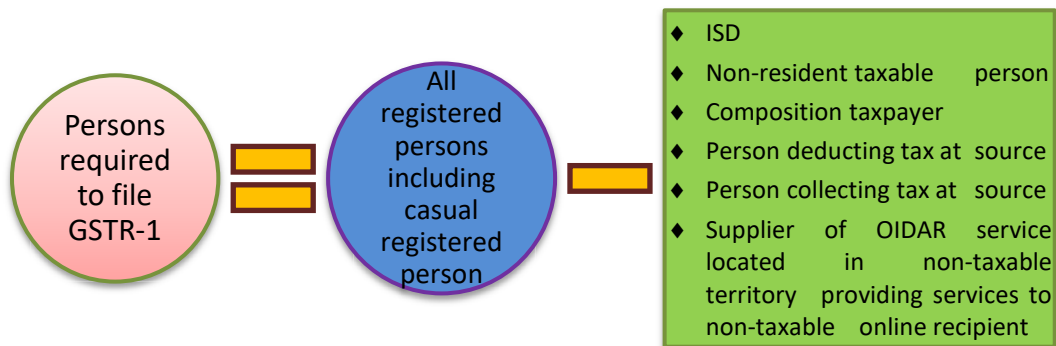 Persons
required
to file
GSTR-1
All
registered
persons
including
casual
registered
person
♦ ISD
♦ Non-resident taxable person
♦ Composition taxpayer
♦ Person deducting tax at source
♦ Person collecting tax at source
♦ Supplier of OIDAR service
located in non-taxable
territory providing services to
non-taxable online recipient